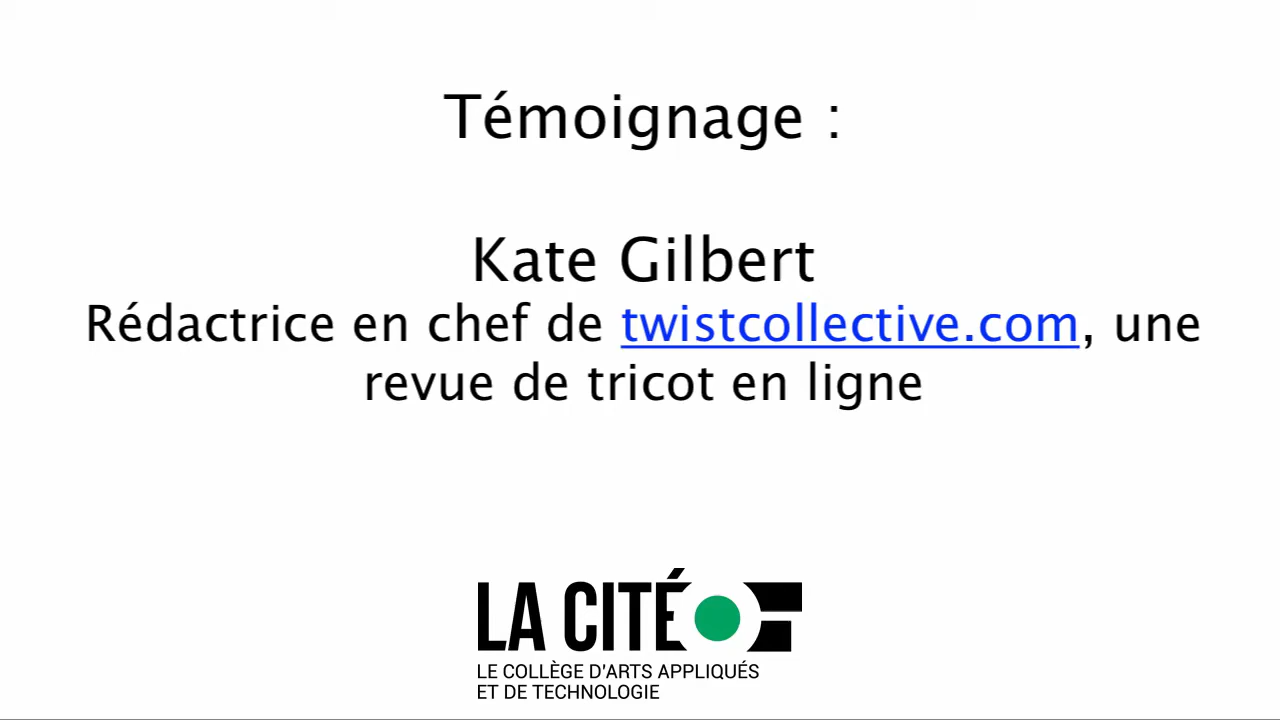 Témoignage :
Kate Gilbert
Rédactrice en chef de twistcollective.com, une
revue de tricot en ligne
LA CITÉ
LE COLLÈGE D'ARTS APPLIQUÉS
ET DE TECHNOLOGIE